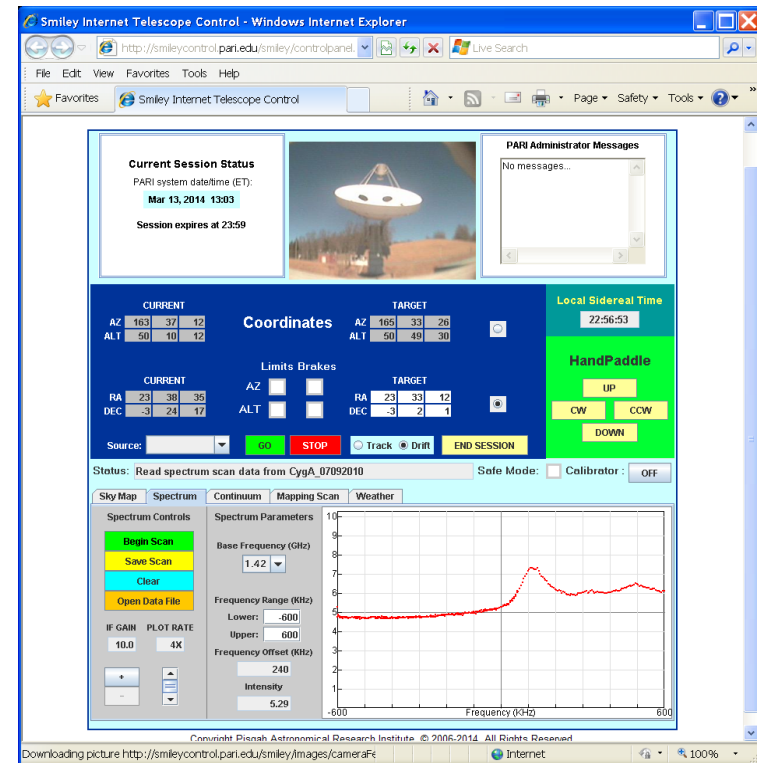 Smiley Internet Telescope Control - Windows Internet Explorer
http://smileycontrol.pari.edu/smiley/controlpanel.
Live Search
File Edit View Favorites Tools Help
Favorites Smiley Internet Telescope Control Page Safety Tools »
Current Session Status
PARI system date/time (ET):
Mar 13, 2014 13:03
Session expires at 23:59
PARI Administrator Messages
No messages...
CURRENT
AZ 163 37 12
ALT 50 10 12
Coordinates
TARGET
AZ 165 33 26
ALT 50 49 30
Local Sidereal Time
22:56:53
CURRENT
RA 23 38 35
DEC -3 24 17
Limits Brakes
AZ
ALT
TARGET
RA 23 33 12
DEC -3 2 1
HandPaddle
UP
CW CCW
DOWN
Source: GO STOP Track Drift END SESSION
Status: Read spectrum scan data from CygA_07092010 Safe Mode: Calibrator : OFF
Sky Map Spectrum Continuum Mapping Scan Weather
Spectrum Controls
Begin Scan
Save Scan
Clear
Open Data File
IF GAIN PLOT RATE
10.0 4X
+
-
Spectrum Parameters
Base Frequency (GHz)
1.42
Frequency Range (KHz)
Lower: -600
Upper: 600
Frequency Offset (KHz)
240
Intensity
5.29
10
9
8
7
6
5
4
3
2
1
-600 Frequency (KHz) 600
Copyright Pisgah Astronomical Research Institute. © 2006-2014. All Rights Reserved
Downloading picture http://smileycontrol.pari.edu/smiley/images/cameraFe Internet 100%